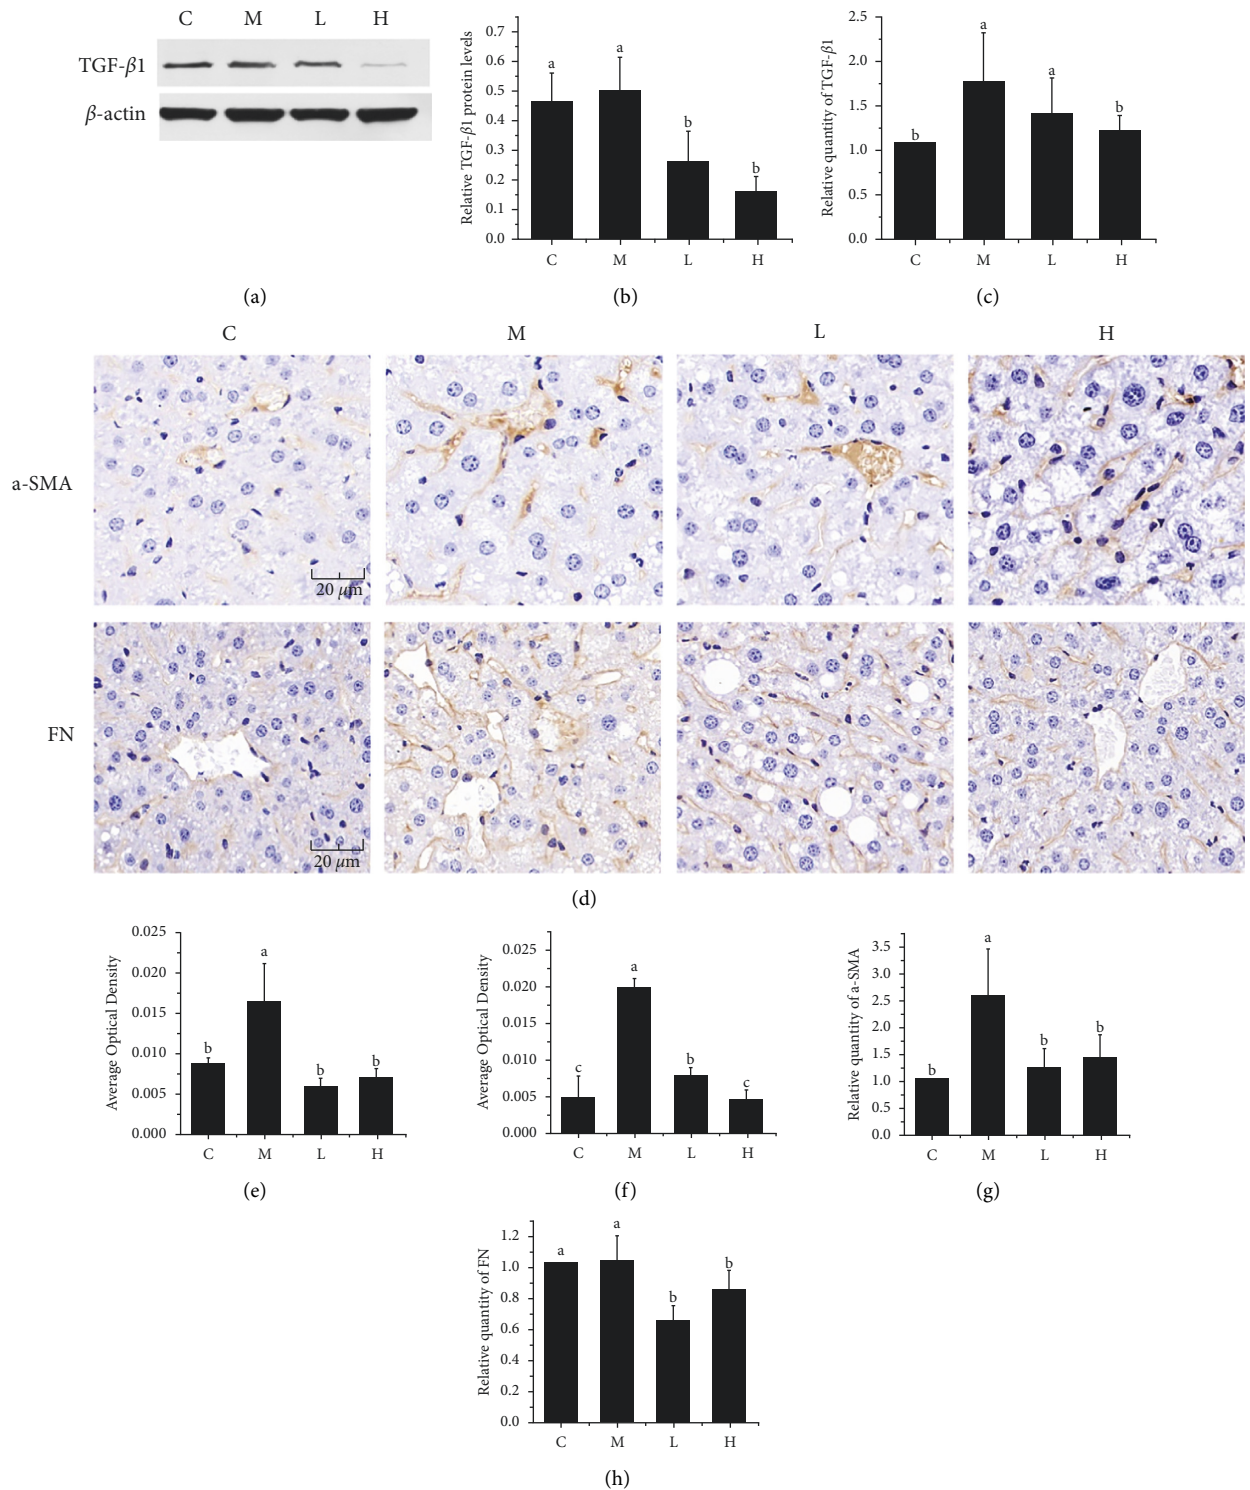 C M L H
TGF-β1
β-actin
(a)
Relative TGF-β1 protein levels
0.7
0.6
0.5
0.4
0.3
0.2
0.1
0.0
a
a
b
b
C M L H
(b)
Relative quantity of TGF-β1
2.5
2.0
1.5
1.0
0.5
0.0
b
a
a
b
C M L H
(c)
C M L H
a-SMA
20 μm
FN
20 μm
(d)
Average Optical Density
0.025
0.020
0.015
0.010
0.005
0.000
b
a
b
b
C M L H
(e)
Average Optical Density
0.025
0.020
0.015
0.010
0.005
0.000
c
a
b
c
C M L H
(f)
Relative quantity of a-SMA
3.5
3.0
2.5
2.0
1.5
1.0
0.5
0.0
b
a
b
b
C M L H
(g)
Relative quantity of FN
1.2
1.0
0.8
0.6
0.4
0.2
0.0
a
a
b
b
C M L H
(h)